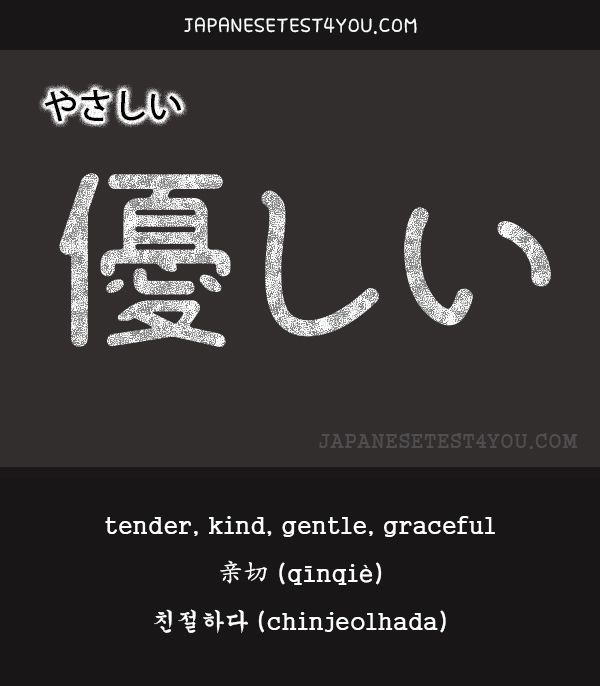 JAPANESETEST4YOU.COM
やさしい
優しい
JAPANESETEST4YOU.COM
tender, kind, gentle, graceful
亲切 (qīnqiè)
친절하다 (chinjeolhada)